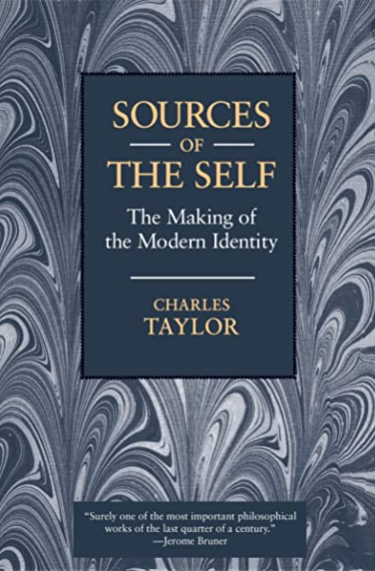 SOURCES
OF
THE SELF
The Making of
the Modern Identity
CHARLES
TAYLOR
“Surely one of the most important philosophical
works of the last quarter of a century.”
—Jerome Bruner